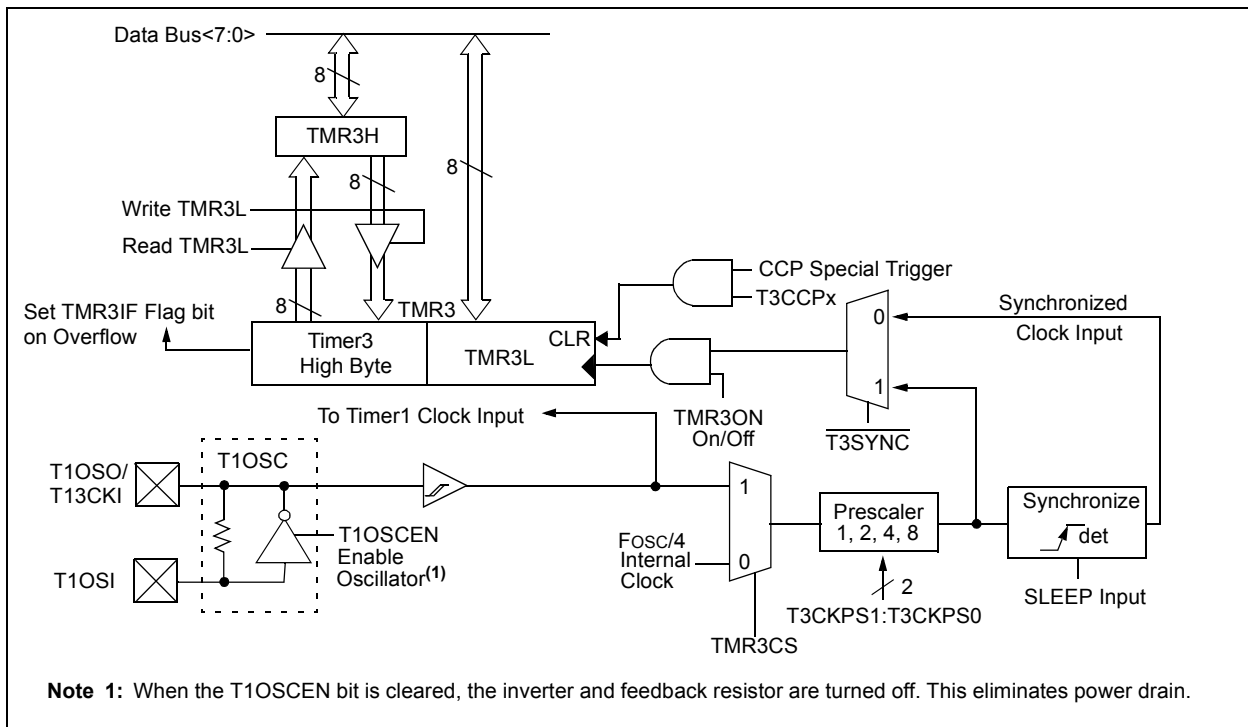 Data Bus<7:0>
8
TMR3H
8
8
Write TMR3L
Read TMR3L
8
TMR3
CCP Special Trigger
T3CCPx
Set TMR3IF Flag bit
on Overflow
Timer3
High Byte
TMR3L
CLR
0
1
Synchronized
Clock Input
TMR3ON
On/Off
T3SYNC
To Timer1 Clock Input
T1OSC
T1OSO/
T13CKI
T1OSI
T1OSCEN
Enable
Oscillator(1)
FOSC/4
Internal
Clock
1
0
TMR3CS
Prescaler
1, 2, 4, 8
2
T3CKPS1:T3CKPS0
Synchronize
det
SLEEP Input
Note 1: When the T1OSCEN bit is cleared, the inverter and feedback resistor are turned off. This eliminates power drain.